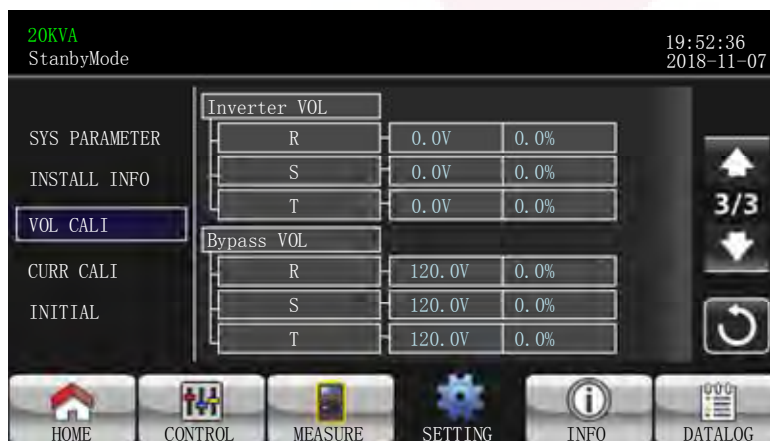 20KVA
StanbyMode
19:52:36
2018-11-07
SYS PARAMETER
INSTALL INFO
VOL CALI
CURR CALI
INITIAL
Inverter VOL
R 0.0V 0.0%
S 0.0V 0.0%
T 0.0V 0.0%
Bypass VOL
R 120.0V 0.0%
S 120.0V 0.0%
T 120.0V 0.0%
3/3
HOME CONTROL MEASURE SETTING INFO DATALOG